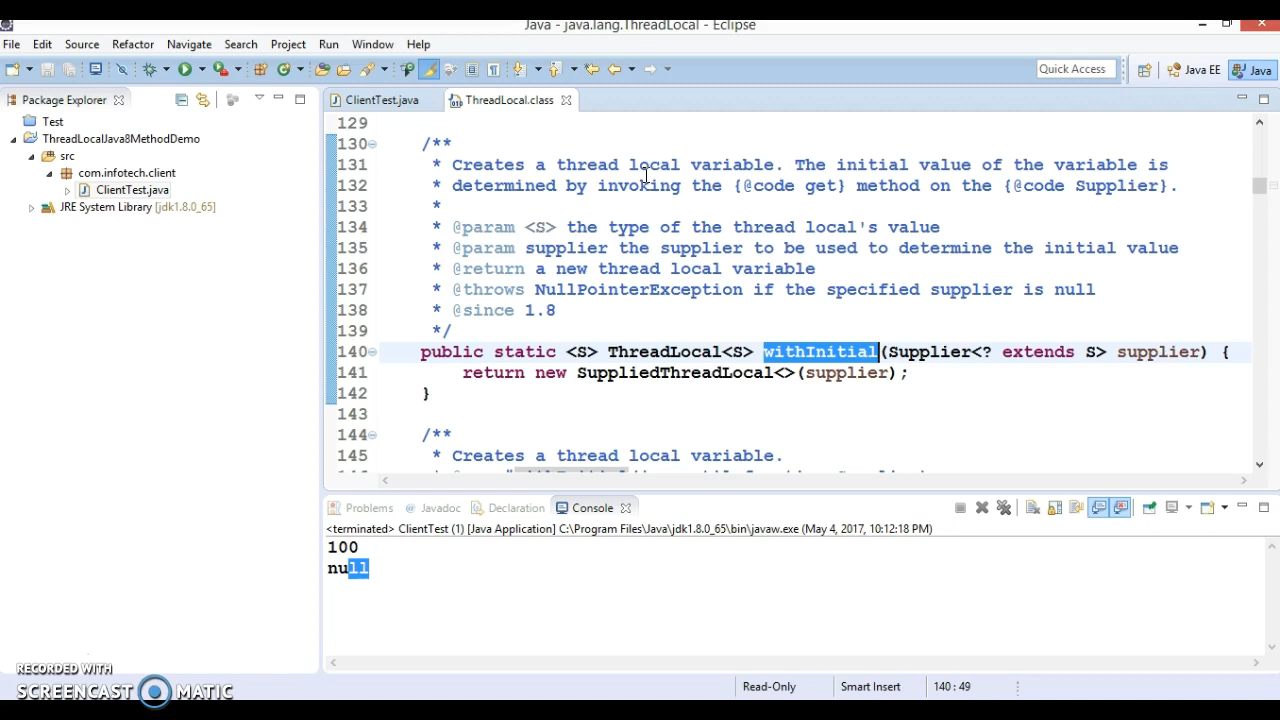 Java - java.lang.ThreadLocal - Eclipse
File Edit Source Refactor Navigate Search Project Run Window Help
Quick Access Java EE Java
Package Explorer
Test
ThreadLocalJava8MethodDemo
src
com.infotech.client
ClientTest.java
JRE System Library [jdk1.8.0_65]
ClientTest.java ThreadLocal.class
129
130 /**
131 * Creates a thread local variable. The initial value of the variable is
132 * determined by invoking the {@code get} method on the {@code Supplier}.
133 *
134 * @param <S> the type of the thread local's value
135 * @param supplier the supplier to be used to determine the initial value
136 * @return a new thread local variable
137 * @throws NullPointerException if the specified supplier is null
138 * @since 1.8
139 */
140 public static <S> ThreadLocal<S> withInitial(Supplier<? extends S> supplier) {
141 return new SuppliedThreadLocal<>(supplier);
142 }
143
144 /**
145 * Creates a thread local variable.
Problems @ Javadoc Declaration Console
<terminated> ClientTest (1) [Java Application] C:\Program Files\Java\jdk1.8.0_65\bin\javaw.exe (May 4, 2017, 10:12:18 PM)
100
null
Read-Only Smart Insert 140 : 49
RECORDED WITH
SCREENCAST MATIC